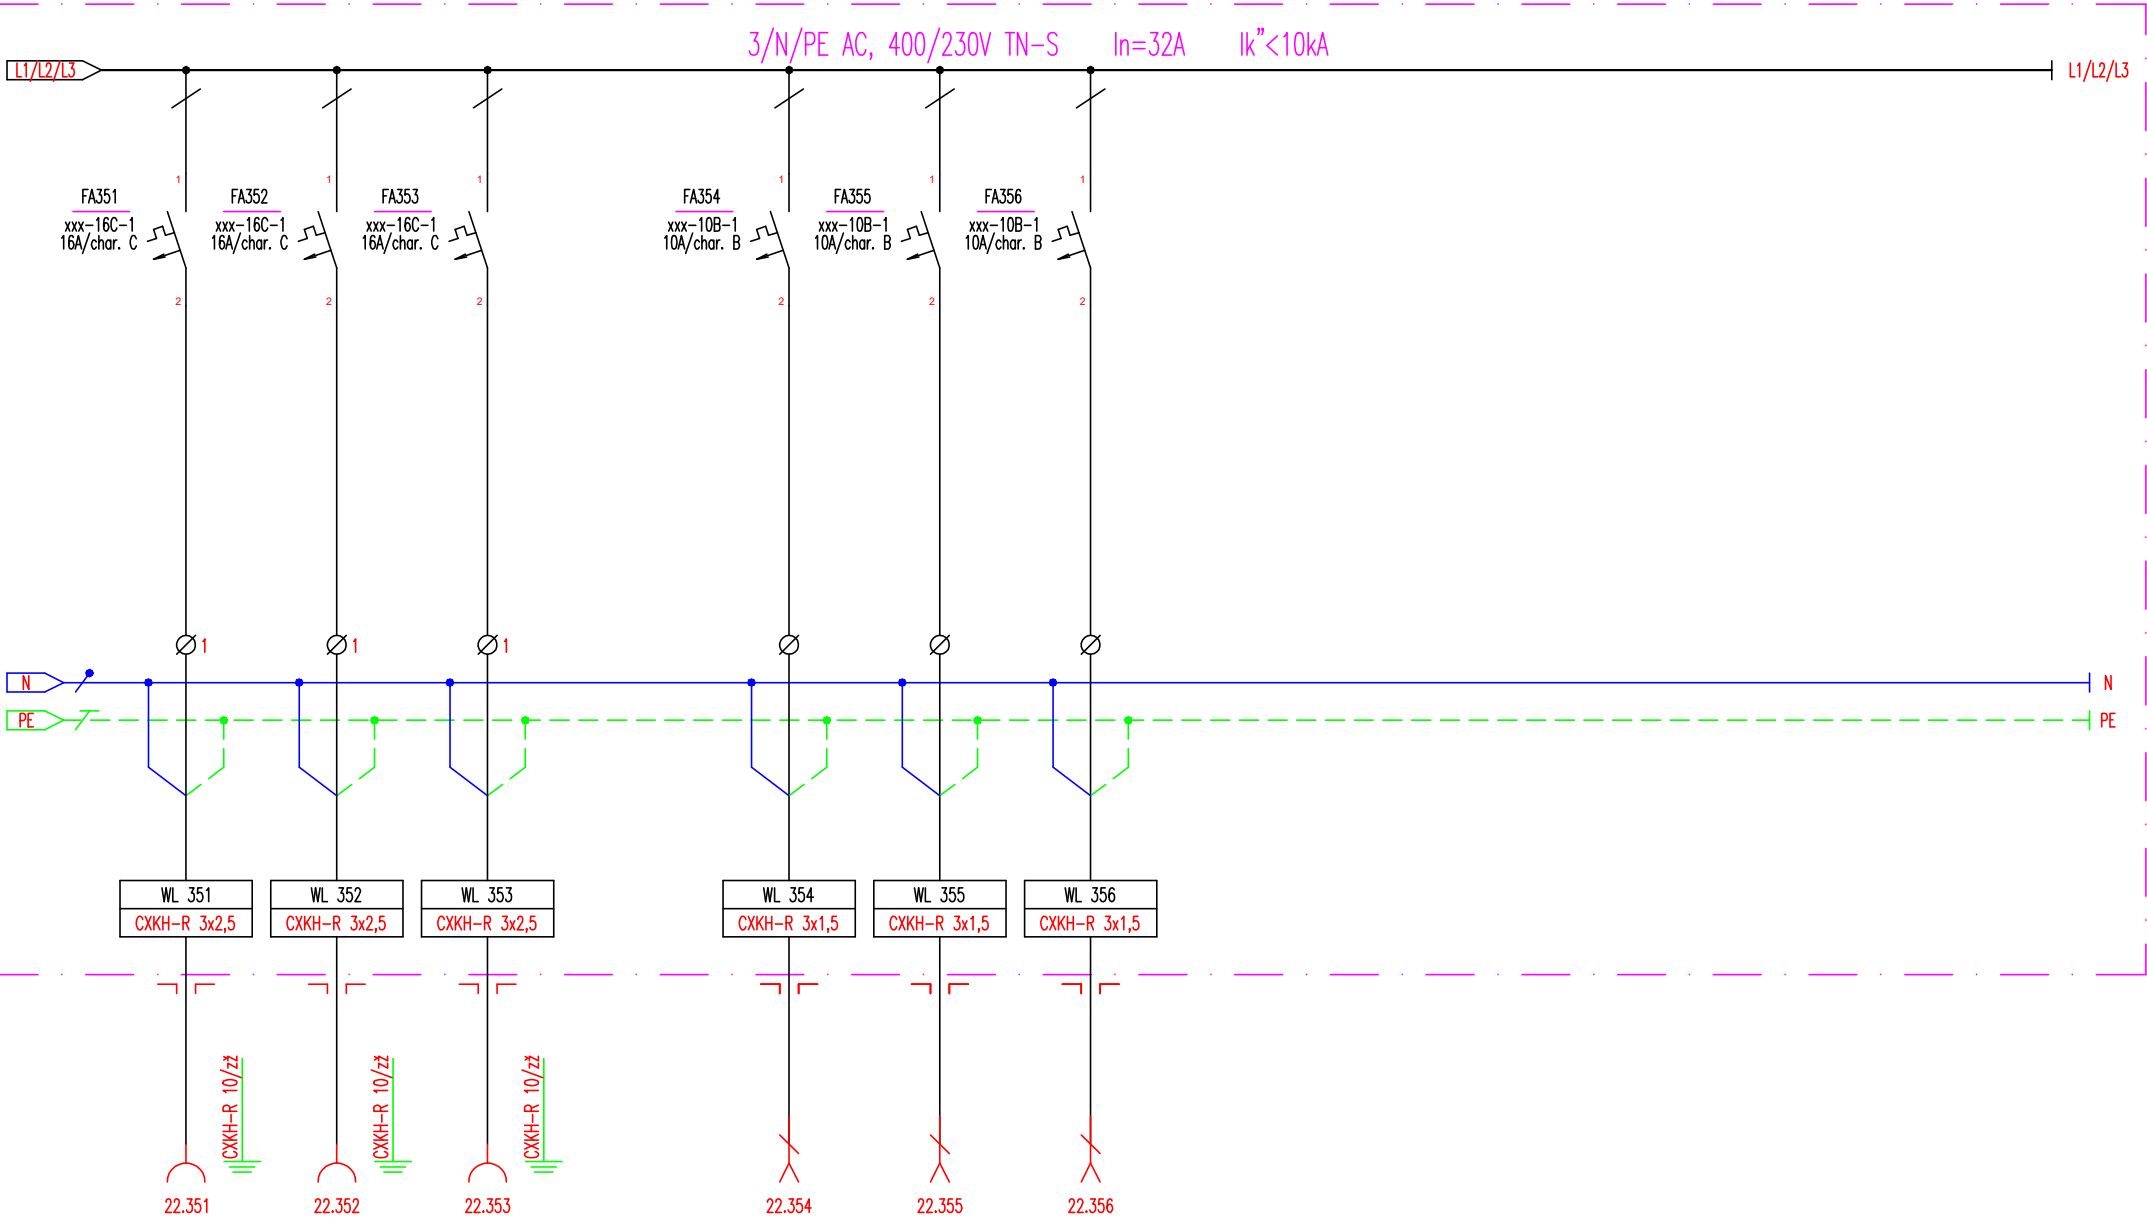 3/N/PE AC, 400/230V TN-S In=32A Ik"<10kA
L1/L2/L3 L1/L2/L3
1 1 1 1 1 1
FA351 FA352 FA353 FA354 FA355 FA356
xxx-16C-1 xxx-16C-1 xxx-16C-1 xxx-10B-1 xxx-10B-1 xxx-10B-1
16A/char. C 16A/char. C 16A/char. C 10A/char. B 10A/char. B 10A/char. B
2 2 2 2 2 2
1 1 1
N N
PE PE
WL 351 WL 352 WL 353 WL 354 WL 355 WL 356
CXKH-R 3x2,5 CXKH-R 3x2,5 CXKH-R 3x2,5 CXKH-R 3x1,5 CXKH-R 3x1,5 CXKH-R 3x1,5
CXKH-R 10/zž CXKH-R 10/zž CXKH-R 10/zž
22.351 22.352 22.353 22.354 22.355 22.356